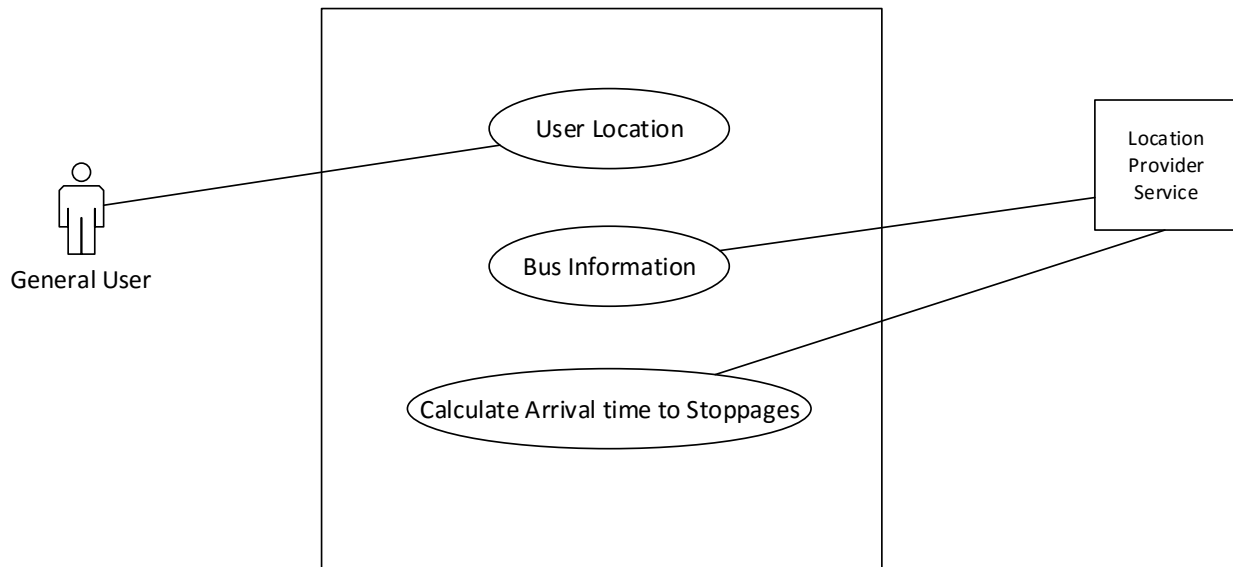 User Location
Location
Provider
Service
General User
Bus Information
Calculate Arrival time to Stoppages